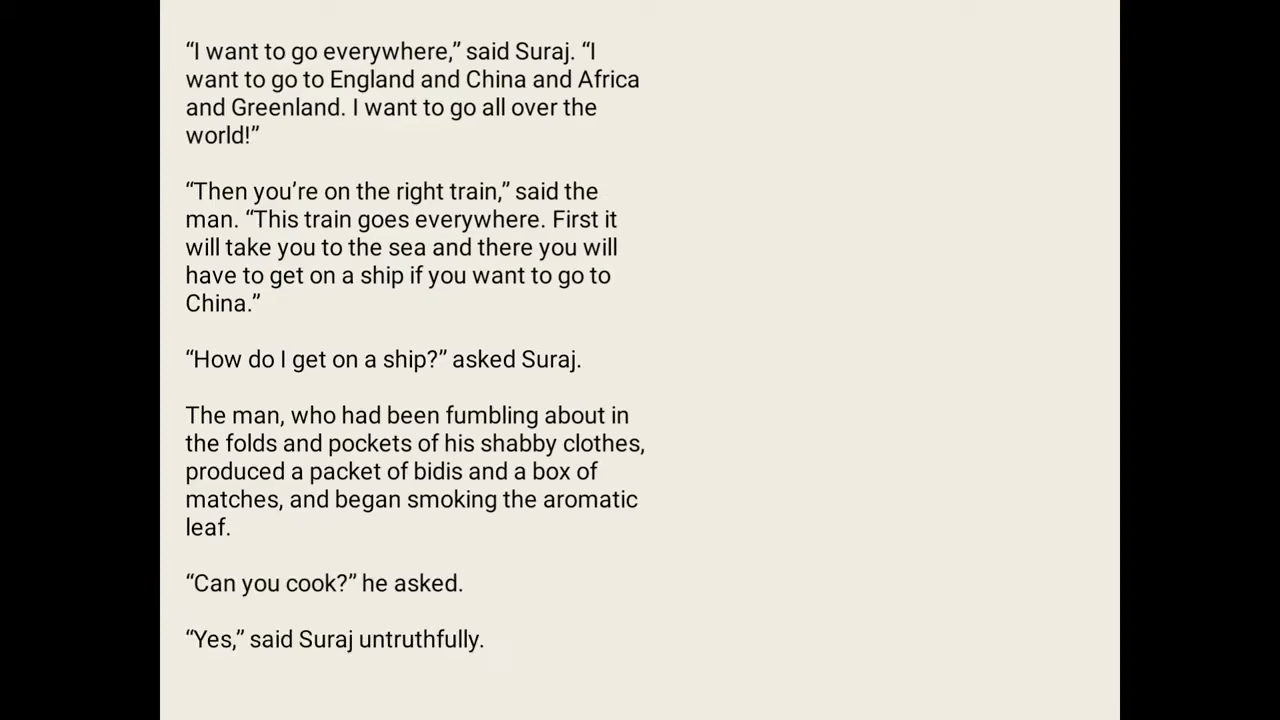 “I want to go everywhere,” said Suraj. “I
want to go to England and China and Africa
and Greenland. I want to go all over the
world!”
“Then you’re on the right train,” said the
man. “This train goes everywhere. First it
will take you to the sea and there you will
have to get on a ship if you want to go to
China.”
“How do I get on a ship?” asked Suraj.
The man, who had been fumbling about in
the folds and pockets of his shabby clothes,
produced a packet of bidis and a box of
matches, and began smoking the aromatic
leaf.
“Can you cook?” he asked.
“Yes,” said Suraj untruthfully.